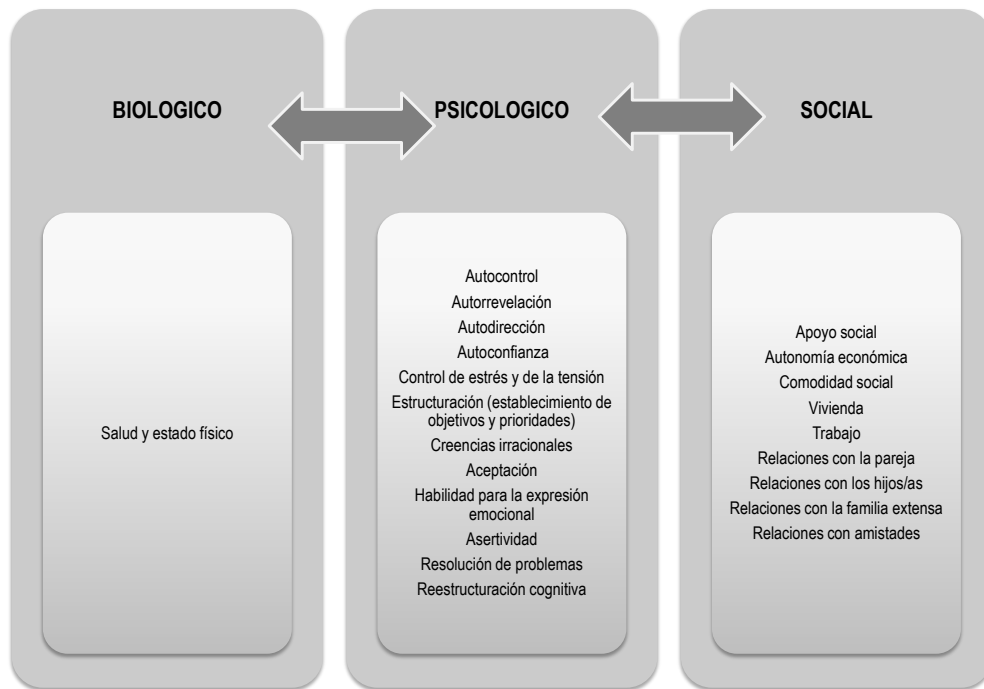 BIOLOGICO
PSICOLOGICO
SOCIAL
Salud y estado físico
Autocontrol
Autorrevelación
Autodirección
Autoconfianza
Control de estrés y de la tensión
Estructuración (establecimiento de
objetivos y prioridades)
Creencias irracionales
Aceptación
Habilidad para la expresión
emocional
Asertividad
Resolución de problemas
Reestructuración cognitiva
Apoyo social
Autonomía económica
Comodidad social
Vivienda
Trabajo
Relaciones con la pareja
Relaciones con los hijos/as
Relaciones con la familia extensa
Relaciones con amistades